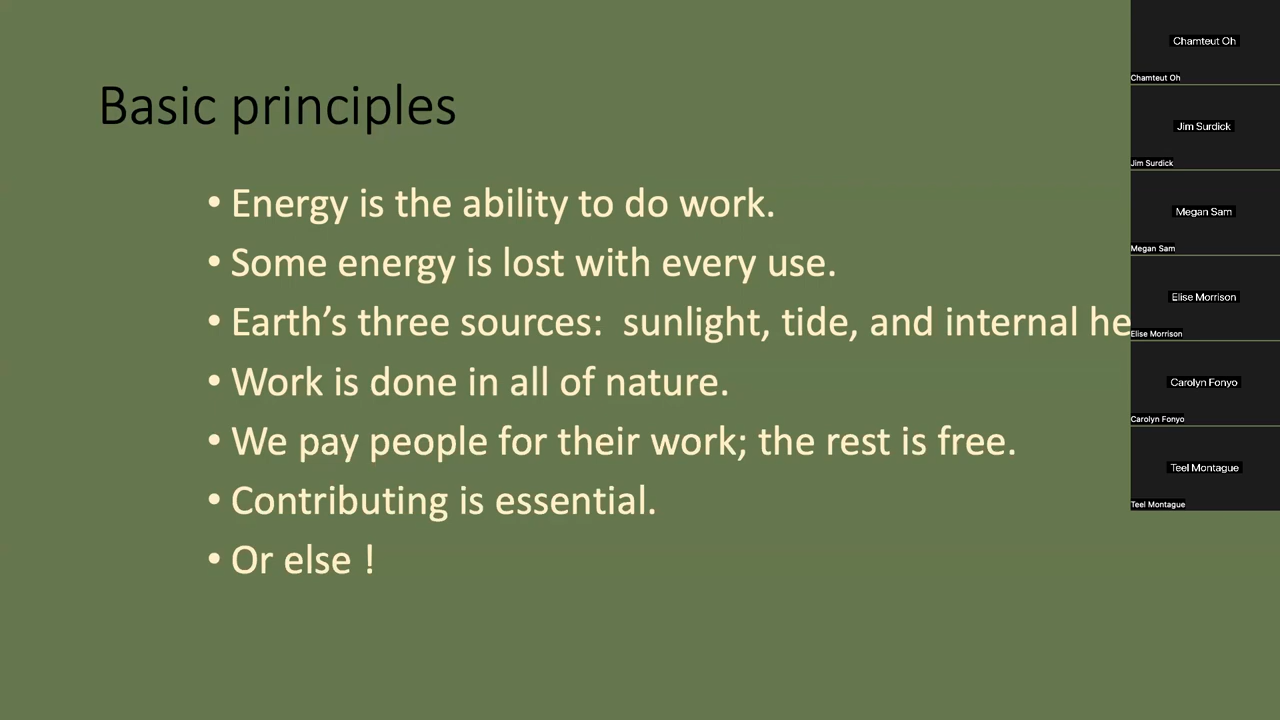 Basic principles
• Energy is the ability to do work.
• Some energy is lost with every use.
• Earth’s three sources:  sunlight, tide, and internal he
• Work is done in all of nature.
• We pay people for their work; the rest is free.
• Contributing is essential.
• Or else !
Chamteut Oh
Chamteut Oh
Jim Surdick
Jim Surdick
Megan Sam
Megan Sam
Elise Morrison
Elise Morrison
Carolyn Fonyo
Carolyn Fonyo
Teel Montague
Teel Montague